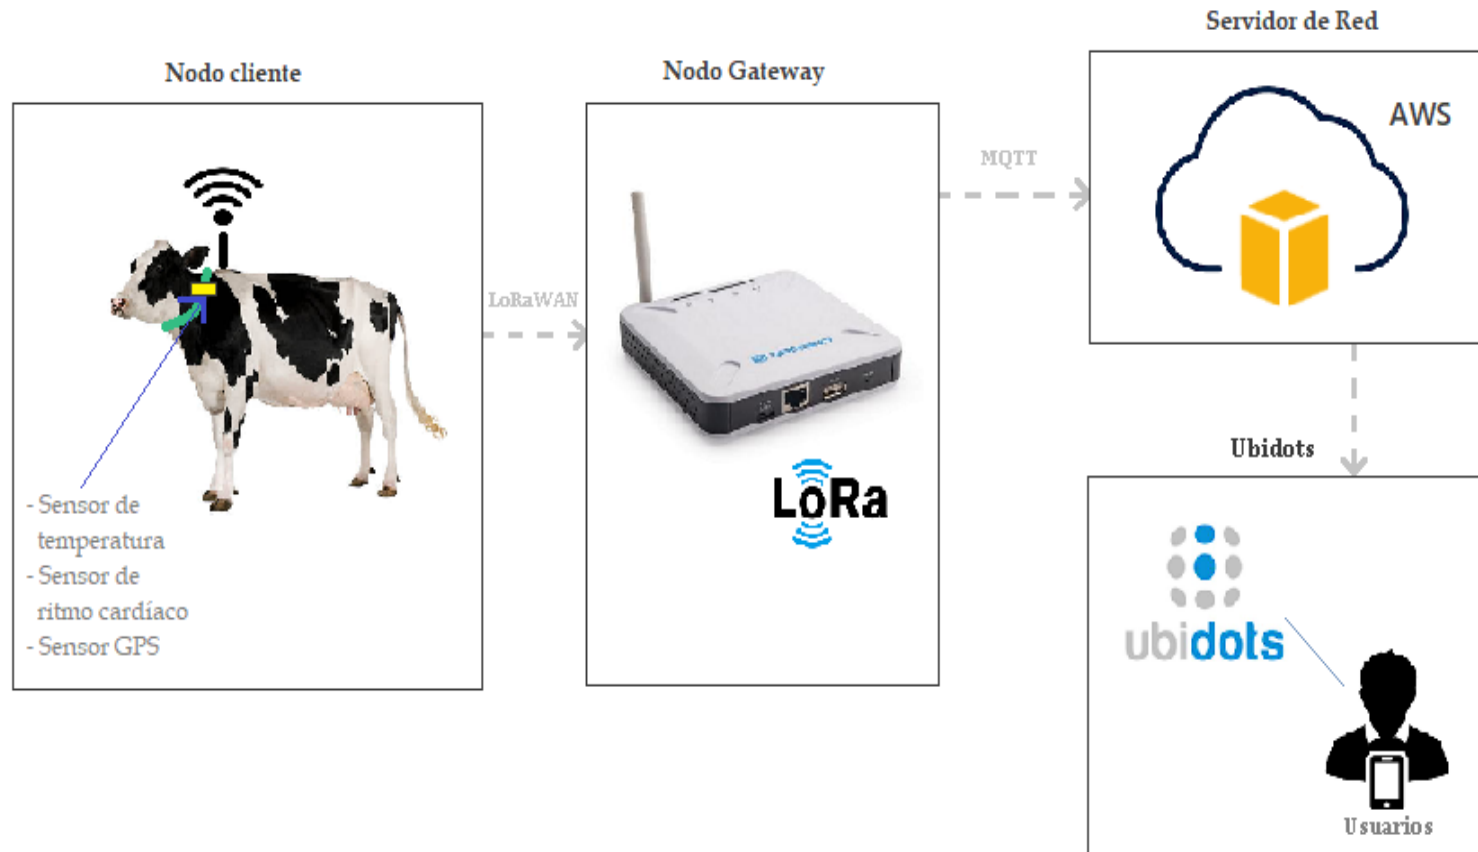 Servidor de Red
Nodo cliente
Nodo Gateway
AWS
MQTT
LoRaWAN
LoRa
- Sensor de
temperatura
- Sensor de
ritmo cardíaco
- Sensor GPS
Ubidots
ubidots
Usuarios